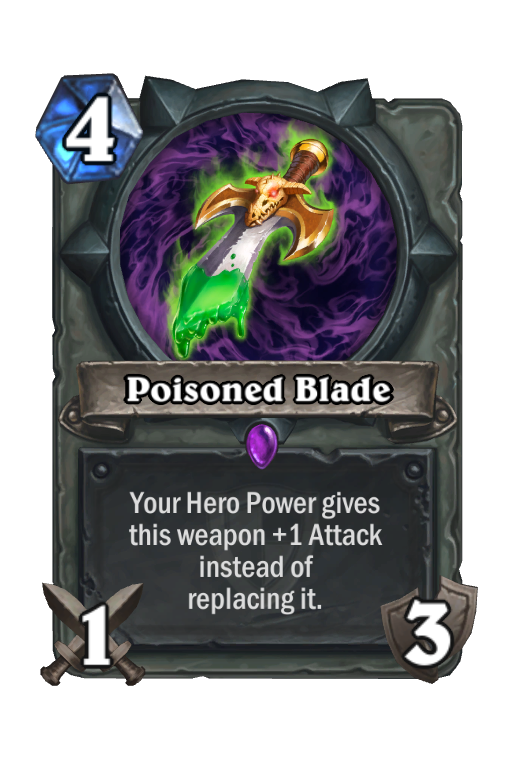 4
Poisoned Blade
Your Hero Power gives
this weapon +1 Attack
instead of
replacing it.
1
3